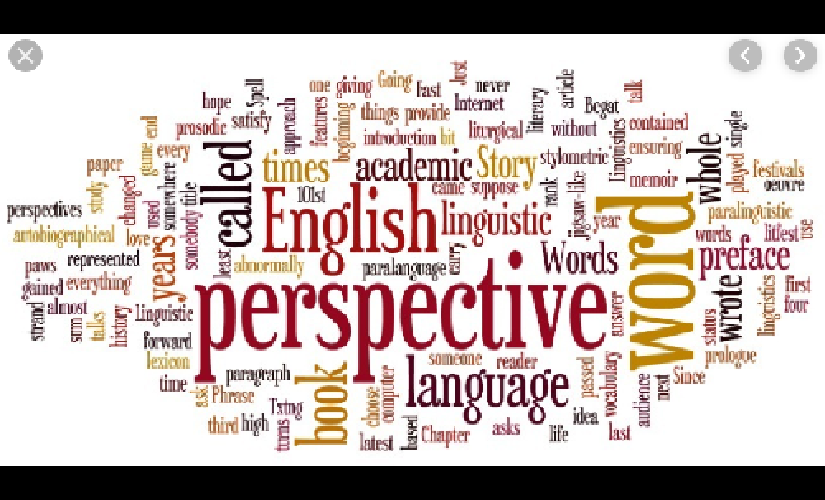 Just
Going
never
one giving
fast
article
talk
Spell
hope
Internet
literary
Begat
approach
features
things provide
satisfy
contained
prosodic
beginning
introduction bit
liturgical
without
linguistics
single
end
game
every
ensuring
paper
called
times
academic
Story
stylometric
whole
played
festivals
study
somewhere
title
101st
came suppose
rank
jigsaw-like
memoir
oeuvre
changed
used
English
linguistic
year
word
paralinguistic
perspectives
autobiographical
love
somebody
words
litlest
use
years
least
abnormally
paralanguage
early
Words
preface
represented
paws
everything
gained
perspective
first
four
strand
almost
sum
talks
history
Linguistic
answer
status
wrote
linguistics
forward
lexicon
time
paragraph
book
someone
reader
language
passed
vocabulary
prologue
Since
next
audience
ask
Phrase
Txtng
choose
computer
third high
turns
latest
based
Chapter
asks
life
idea
last